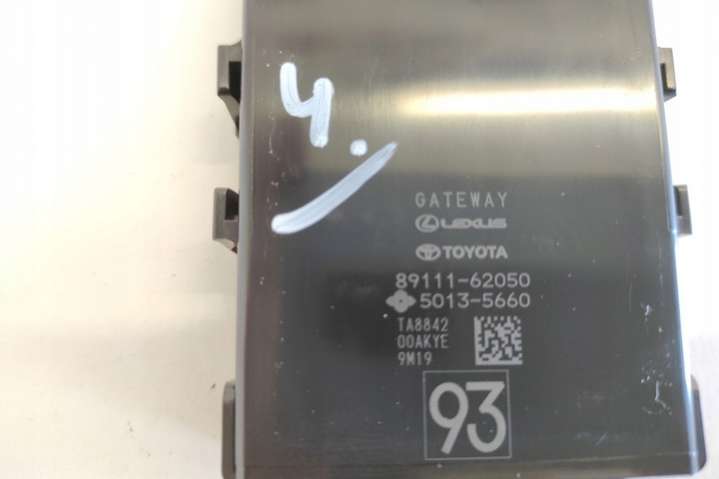 4.
GATEWAY
LEXUS
TOYOTA
89111-62050
5013-5660
TA8842
00AKYE
9M19
93